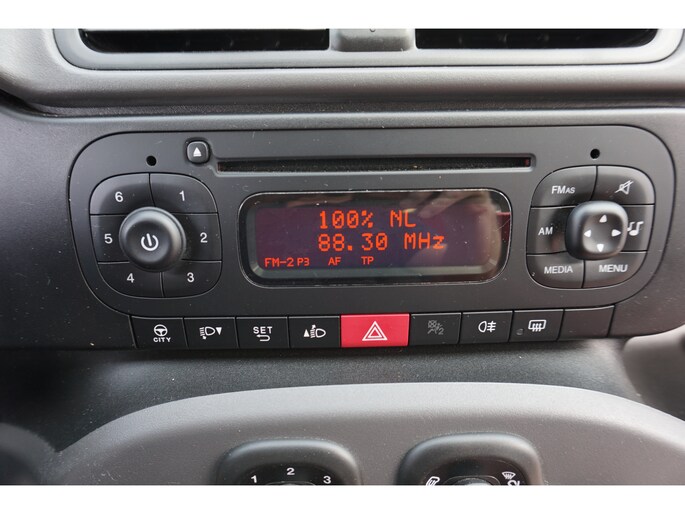 6 1
5 2
4 3
100% NL
88.30 MHz
FM-2 P3 AF TP
FMAS
AM
MEDIA MENU
CITY
SET
2
1 2 3